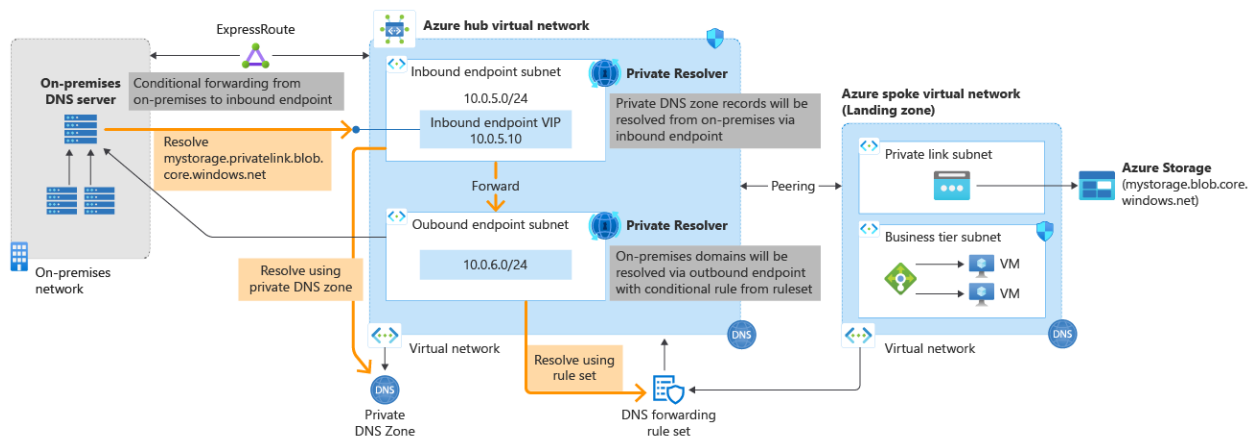 ExpressRoute
On-premises
DNS server
Conditional forwarding from
on-premises to inbound endpoint
Resolve
mystorage.privatelink.blob.
core.windows.net
On-premises
network
Azure hub virtual network
Inbound endpoint subnet
10.0.5.0/24
Inbound endpoint VIP
10.0.5.10
Private Resolver
Private DNS zone records will be
resolved from on-premises via
inbound endpoint
Forward
Outbound endpoint subnet
10.0.6.0/24
Private Resolver
On-premises domains will be
resolved via outbound endpoint
with conditional rule from ruleset
Resolve using
private DNS zone
Virtual network
DNS
DNS
Private
DNS Zone
Resolve using
rule set
DNS forwarding
rule set
Peering
Azure spoke virtual network
(Landing zone)
Private link subnet
Business tier subnet
VM
VM
DNS
Virtual network
Azure Storage
(mystorage.blob.core.
windows.net)